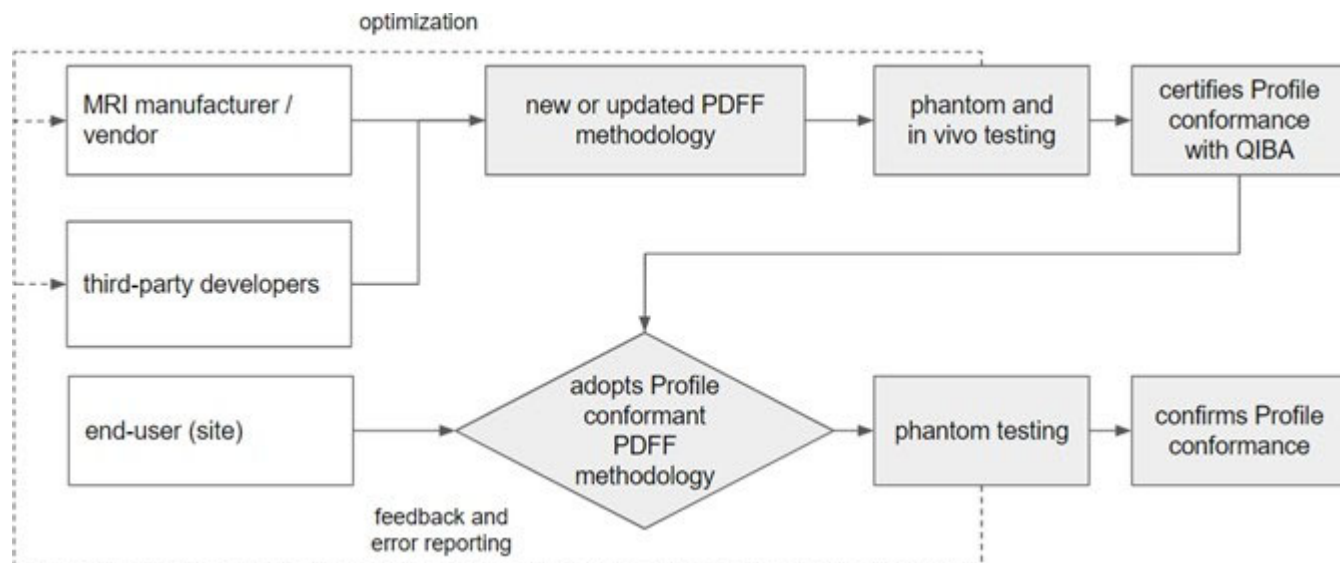 optimization
MRI manufacturer /
vendor
new or updated PDFF
methodology
phantom and
in vivo testing
certifies Profile
conformance
with QIBA
third-party developers
end-user (site)
adopts Profile
conformant
PDFF
methodology
phantom testing
confirms Profile
conformance
feedback and
error reporting